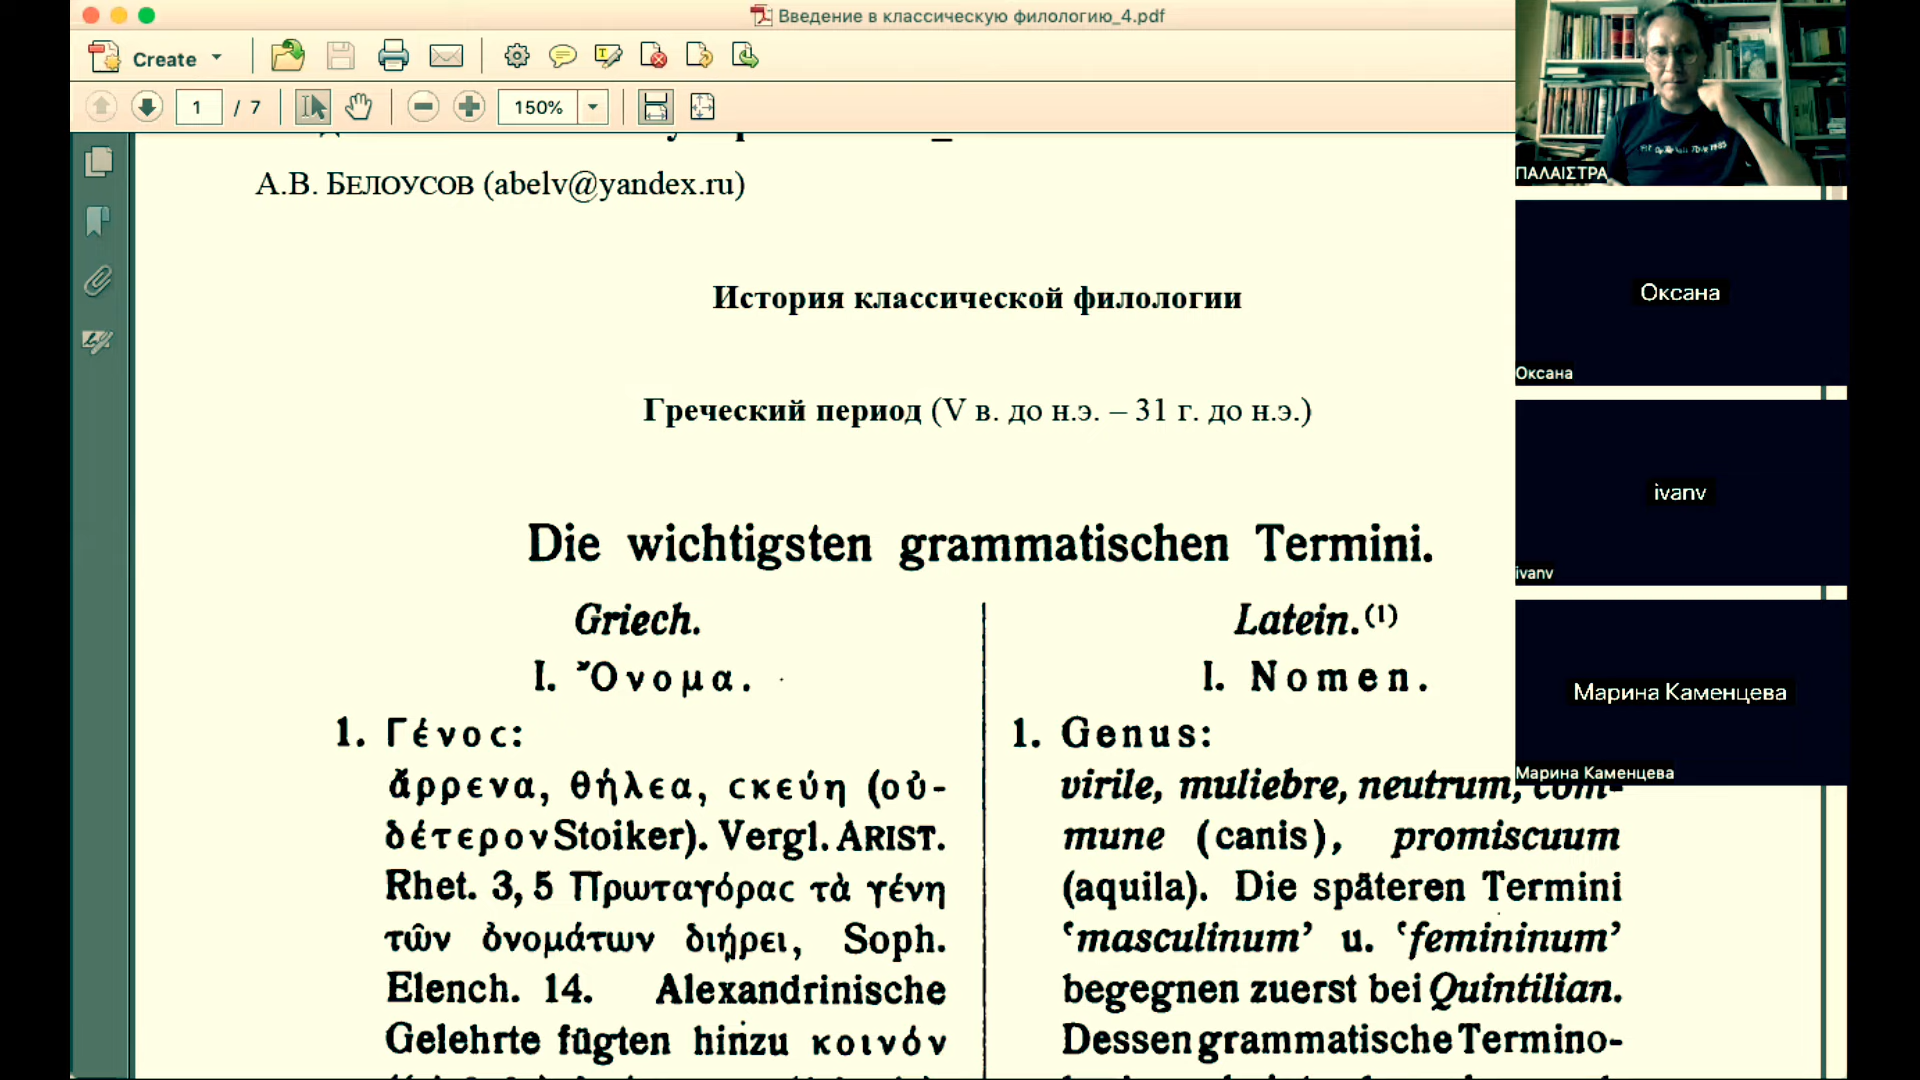 Введение в классическую филологию_4.pdf
Create
1 / 7
150%
А.В. БЕЛОУСОВ (abelv@yandex.ru)
История классической филологии
Греческий период (V в. до н.э. – 31 г. до н.э.)
Die wichtigsten grammatischen Termini.
Griech.
I. Ὄνομα.
1. Γένος:
ἄρρενα, θήλεα, σκεύη (οὐ-
δέτερον Stoiker). Vergl. ARIST.
Rhet. 3, 5 Πρωταγόρας τὰ γένη
τῶν ὀνομάτων διῄρει, Soph.
Elench. 14. Alexandrinische
Gelehrte fügten hinzu κοινόν
Latein.(1)
I. Nomen.
1. Genus:
virile, muliebre, neutrum, com-
mune (canis), promiscuum
(aquila). Die späteren Termini
‘masculinum’ u. ‘femininum’
begegnen zuerst bei Quintilian.
Dessen grammatische Termino-
ΠΑΛΑΙΣΤΡΑ
Оксана
Оксана
ivanv
ivanv
Марина Каменцева
Марина Каменцева